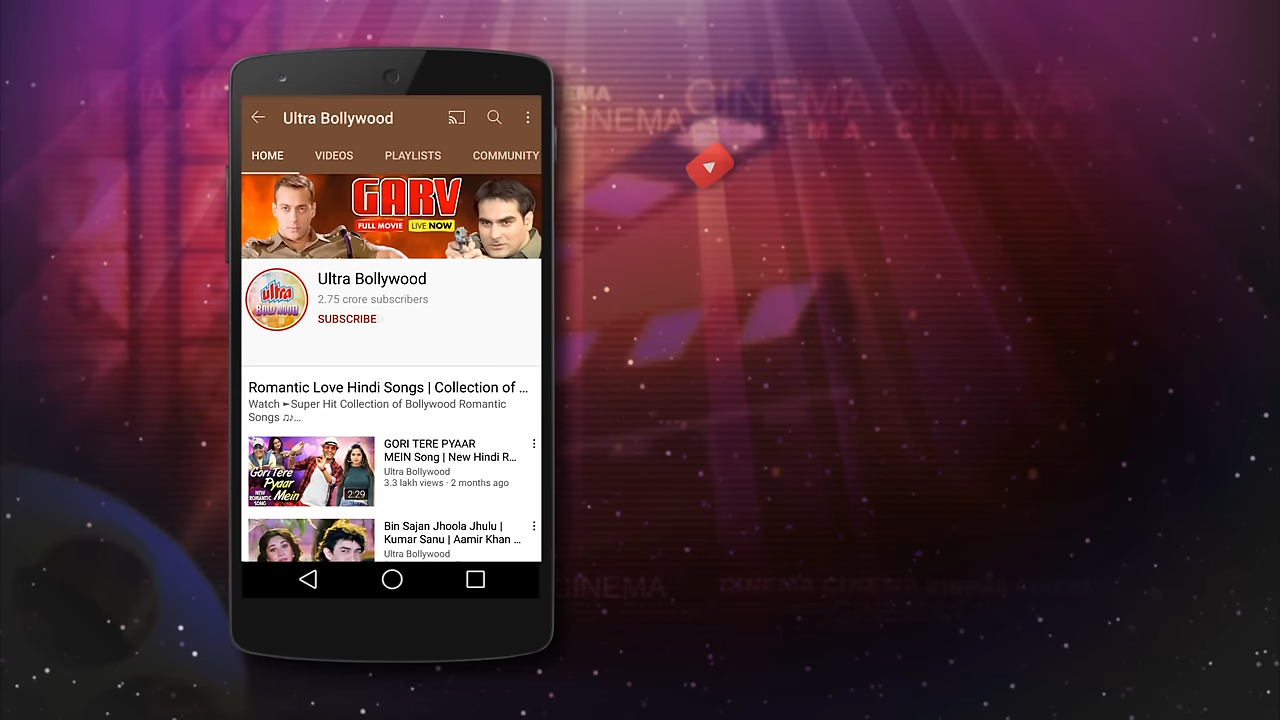 Ultra Bollywood
HOME VIDEOS PLAYLISTS COMMUNITY
GARV
FULL MOVIE LIVE NOW
ultra
BOLLYWOOD
Ultra Bollywood
2.75 crore subscribers
SUBSCRIBE
Romantic Love Hindi Songs | Collection of ...
Watch ►Super Hit Collection of Bollywood Romantic
Songs ♫♪...
Gori Tere
Pyaar
Mein
NEW
ROMANTIC
SONG
2:29
GORI TERE PYAAR
MEIN Song | New Hindi R...
Ultra Bollywood
3.3 lakh views · 2 months ago
Bin Sajan Jhoola Jhulu |
Kumar Sanu | Aamir Khan ...
Ultra Bollywood
CINEMA CINEMA
CINEMA
CINEMA
CINEMA CINEMA